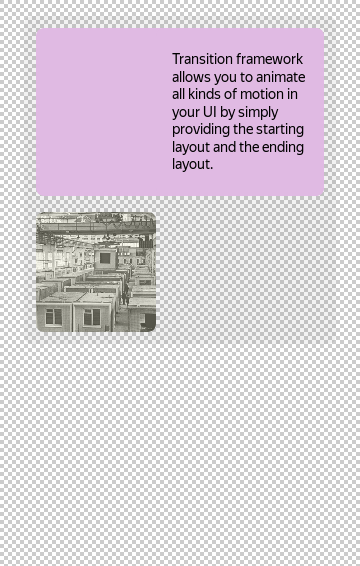 Transition framework
allows you to animate
all kinds of motion in
your UI by simply
providing the starting
layout and the ending
layout.